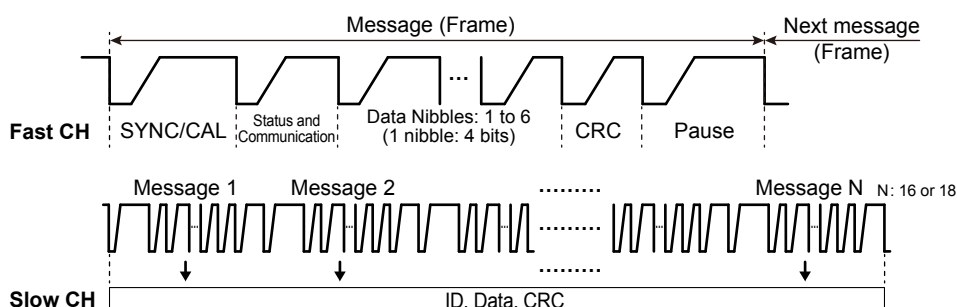 Message (Frame)
Next message
(Frame)
...
Fast CH
SYNC/CAL
Status and
Communication
Data Nibbles: 1 to 6
(1 nibble: 4 bits)
CRC
Pause
Message 1
Message 2
.........
Message N
N: 16 or 18
...
...
...
.........
...
...
.........
Slow CH
ID, Data, CRC